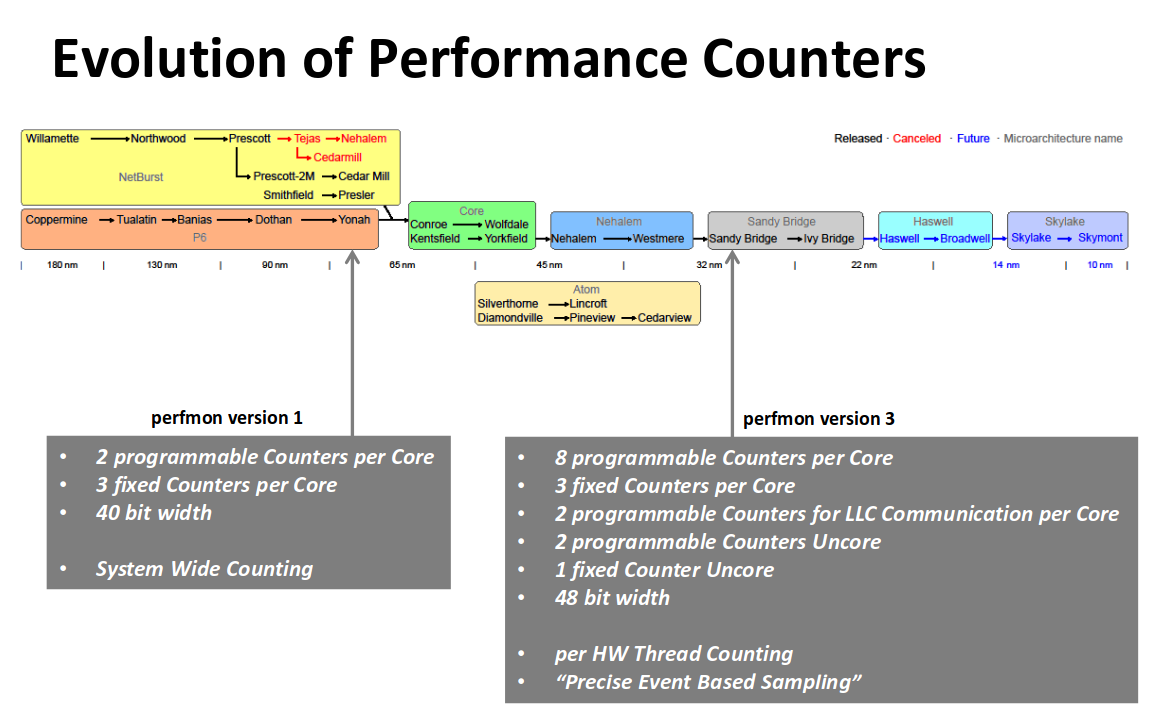 Evolution of Performance Counters
Released · Canceled · Future · Microarchitecture name
Willamette Northwood Prescott Tejas Nehalem
Cedarmill
NetBurst Prescott-2M Cedar Mill
Smithfield Presler
Coppermine Tualatin Banias Dothan Yonah
P6
Core
Conroe Wolfdale
Kentsfield Yorkfield
Nehalem
Nehalem Westmere
Sandy Bridge
Sandy Bridge Ivy Bridge
Haswell
Haswell Broadwell
Skylake
Skylake Skymont
| 180 nm | 130 nm | 90 nm 65 nm | 45 nm | 32 nm | 22 nm | 14 nm | 10 nm |
Atom
Silverthorne Lincroft
Diamondville Pineview Cedarview
perfmon version 1
• 2 programmable Counters per Core
• 3 fixed Counters per Core
• 40 bit width
• System Wide Counting
perfmon version 3
• 8 programmable Counters per Core
• 3 fixed Counters per Core
• 2 programmable Counters for LLC Communication per Core
• 2 programmable Counters Uncore
• 1 fixed Counter Uncore
• 48 bit width
• per HW Thread Counting
• “Precise Event Based Sampling”